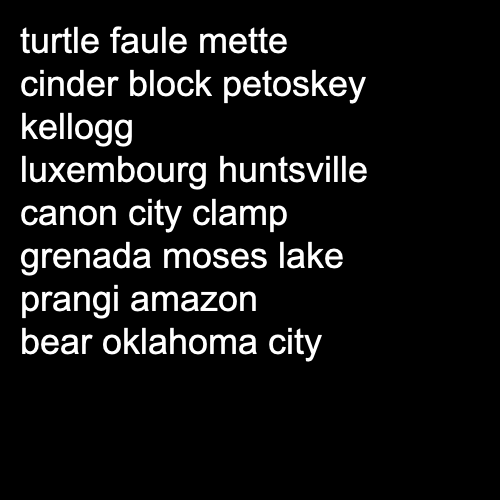 turtle faule mette
cinder block petoskey
kellogg
luxembourg huntsville
canon city clamp
grenada moses lake
prangi amazon
bear oklahoma city